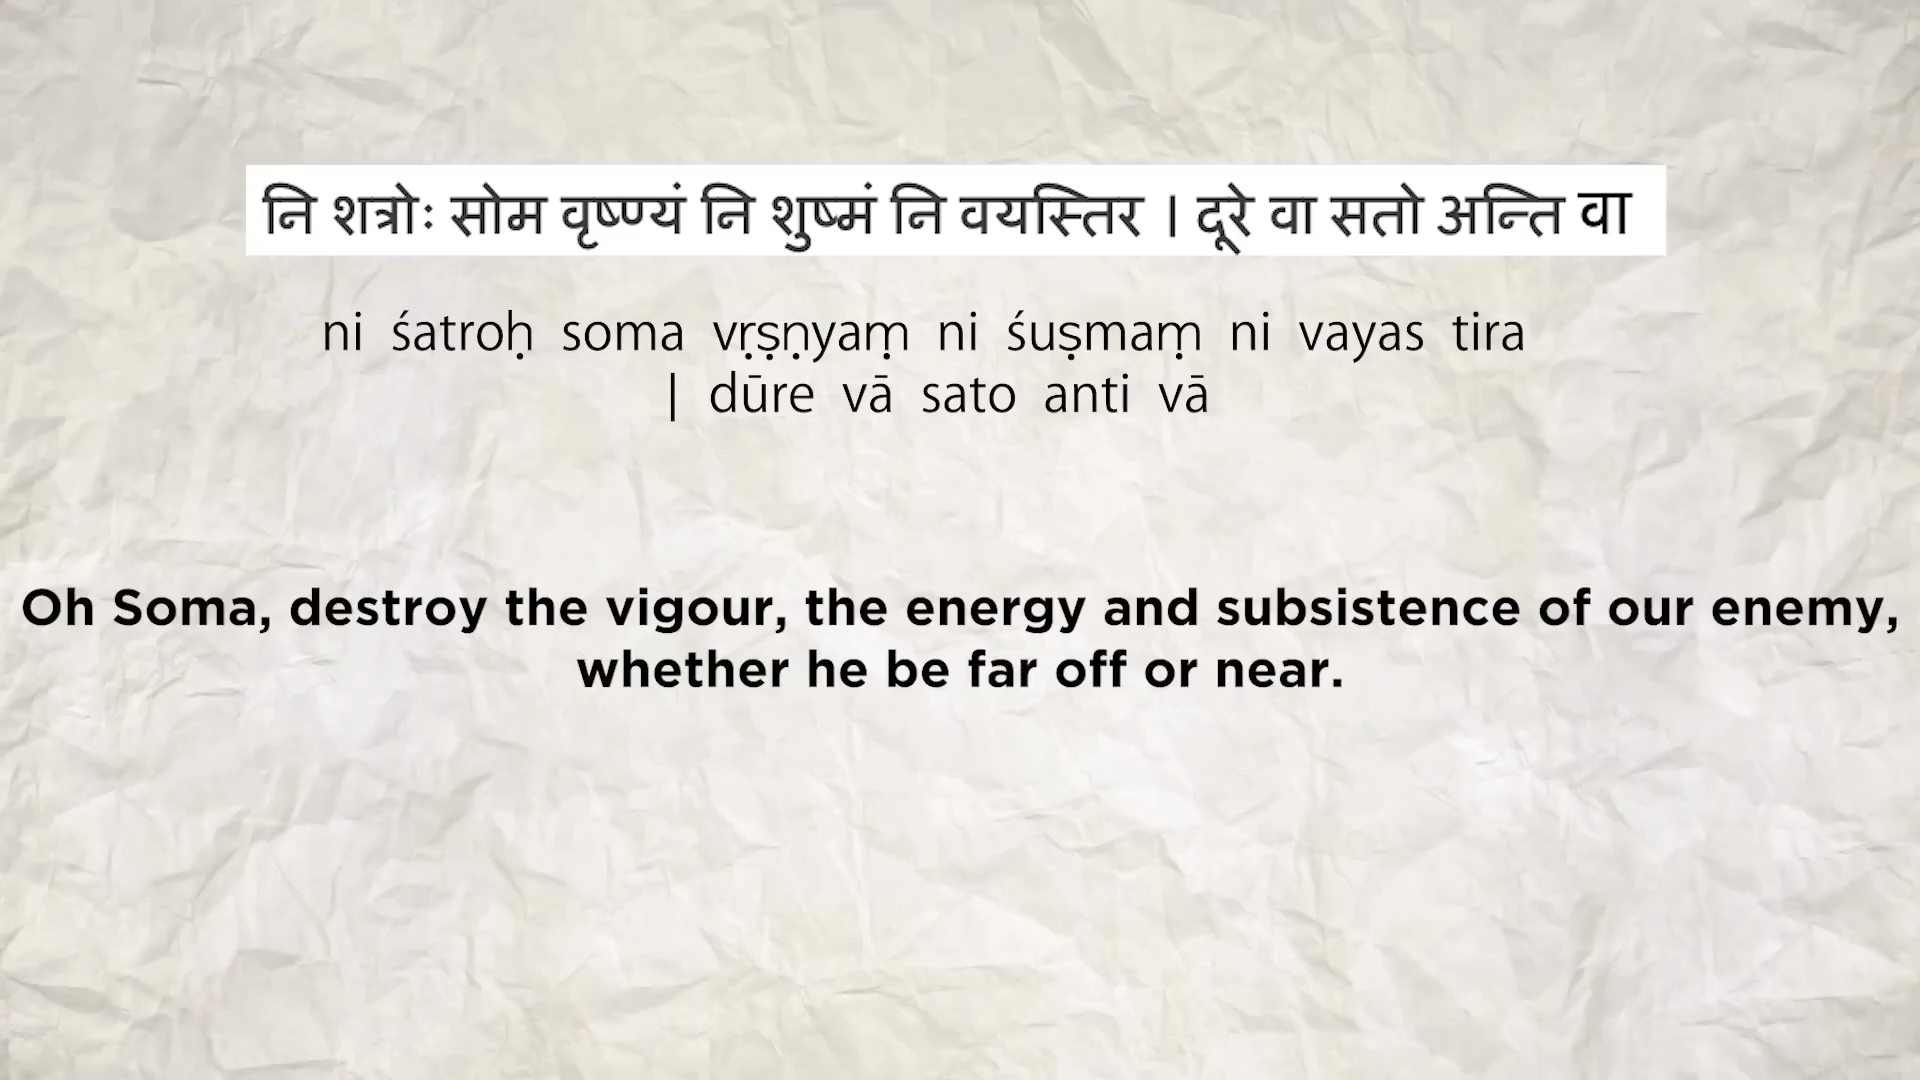 नि शत्रोः सोम वृष्ण्यं नि शुष्मं नि वयस्तिर । दूरे वा सतो अन्ति वा
ni śatroḥ soma vṛṣṇyaṃ ni śuṣmaṃ ni vayas tira
| dūre vā sato anti vā
Oh Soma, destroy the vigour, the energy and subsistence of our enemy,
whether he be far off or near.